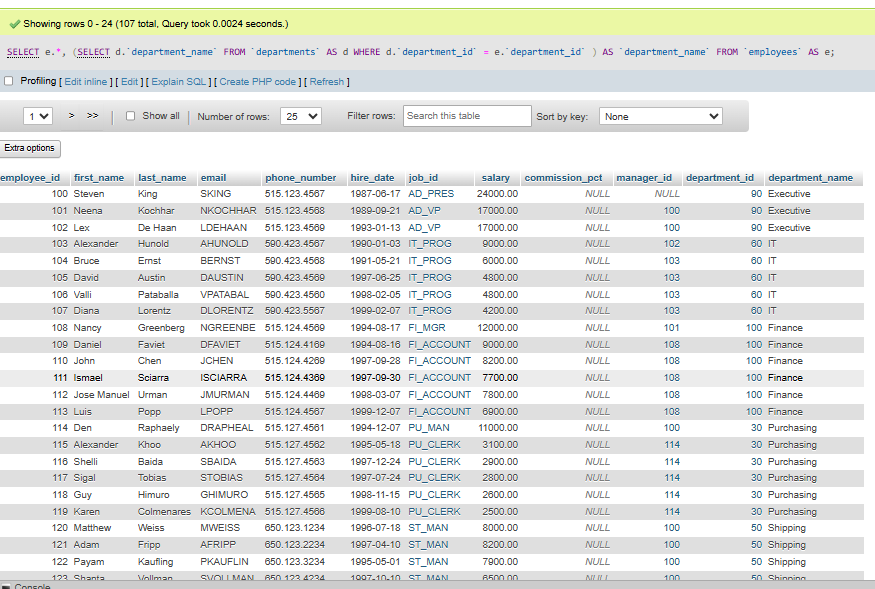 Showing rows 0 - 24 (107 total, Query took 0.0024 seconds.)
SELECT e.*, (SELECT d.`department_name` FROM `departments` AS d WHERE d.`department_id` = e.`department_id` ) AS `department_name` FROM `employees` AS e;
Profiling [ Edit inline ] [ Edit ] [ Explain SQL ] [ Create PHP code ] [ Refresh ]
1 > >> | Show all | Number of rows: 25 Filter rows: Search this table Sort by key: None
Extra options
employee_id first_name last_name email phone_number hire_date job_id salary commission_pct manager_id department_id department_name
100 Steven King SKING 515.123.4567 1987-06-17 AD_PRES 24000.00 NULL NULL 90 Executive
101 Neena Kochhar NKOCHHAR 515.123.4568 1989-09-21 AD_VP 17000.00 NULL 100 90 Executive
102 Lex De Haan LDEHAAN 515.123.4569 1993-01-13 AD_VP 17000.00 NULL 100 90 Executive
103 Alexander Hunold AHUNOLD 590.423.4567 1990-01-03 IT_PROG 9000.00 NULL 102 60 IT
104 Bruce Ernst BERNST 590.423.4568 1991-05-21 IT_PROG 6000.00 NULL 103 60 IT
105 David Austin DAUSTIN 590.423.4569 1997-06-25 IT_PROG 4800.00 NULL 103 60 IT
106 Valli Pataballa VPATABAL 590.423.4560 1998-02-05 IT_PROG 4800.00 NULL 103 60 IT
107 Diana Lorentz DLORENTZ 590.423.5567 1999-02-07 IT_PROG 4200.00 NULL 103 60 IT
108 Nancy Greenberg NGREENBE 515.124.4569 1994-08-17 FI_MGR 12000.00 NULL 101 100 Finance
109 Daniel Faviet DFAVIET 515.124.4169 1994-08-16 FI_ACCOUNT 9000.00 NULL 108 100 Finance
110 John Chen JCHEN 515.124.4269 1997-09-28 FI_ACCOUNT 8200.00 NULL 108 100 Finance
111 Ismael Sciarra ISCIARRA 515.124.4369 1997-09-30 FI_ACCOUNT 7700.00 NULL 108 100 Finance
112 Jose Manuel Urman JMURMAN 515.124.4469 1998-03-07 FI_ACCOUNT 7800.00 NULL 108 100 Finance
113 Luis Popp LPOPP 515.124.4567 1999-12-07 FI_ACCOUNT 6900.00 NULL 108 100 Finance
114 Den Raphaely DRAPHEAL 515.127.4561 1994-12-07 PU_MAN 11000.00 NULL 100 30 Purchasing
115 Alexander Khoo AKHOO 515.127.4562 1995-05-18 PU_CLERK 3100.00 NULL 114 30 Purchasing
116 Shelli Baida SBAIDA 515.127.4563 1997-12-24 PU_CLERK 2900.00 NULL 114 30 Purchasing
117 Sigal Tobias STOBIAS 515.127.4564 1997-07-24 PU_CLERK 2800.00 NULL 114 30 Purchasing
118 Guy Himuro GHIMURO 515.127.4565 1998-11-15 PU_CLERK 2600.00 NULL 114 30 Purchasing
119 Karen Colmenares KCOLMENA 515.127.4566 1999-08-10 PU_CLERK 2500.00 NULL 114 30 Purchasing
120 Matthew Weiss MWEISS 650.123.1234 1996-07-18 ST_MAN 8000.00 NULL 100 50 Shipping
121 Adam Fripp AFRIPP 650.123.2234 1997-04-10 ST_MAN 8200.00 NULL 100 50 Shipping
122 Payam Kaufling PKAUFLIN 650.123.3234 1995-05-01 ST_MAN 7900.00 NULL 100 50 Shipping
123 Shanta Vollman SVOLLMAN 650.123.4234 1997-10-10 ST_MAN 6500.00 NULL 100 50 Shipping
Console